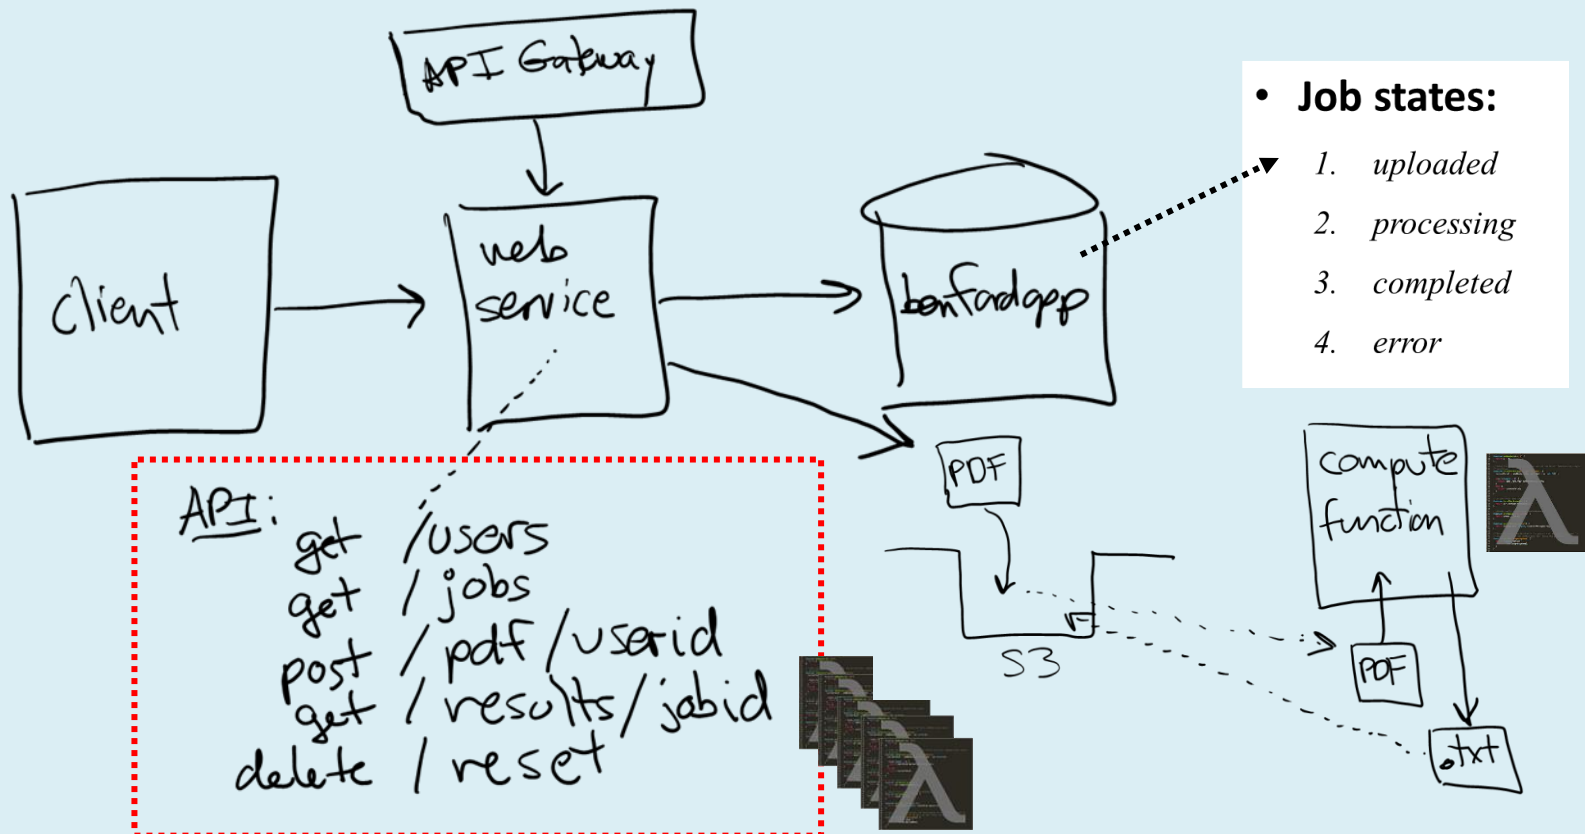 API Gateway
client
web
service
benfordapp
• Job states:
1. uploaded
2. processing
3. completed
4. error
API:
get /users
get /jobs
post /pdf/userid
get /results/jobid
delete /reset
PDF
S3
compute
function
PDF
.txt